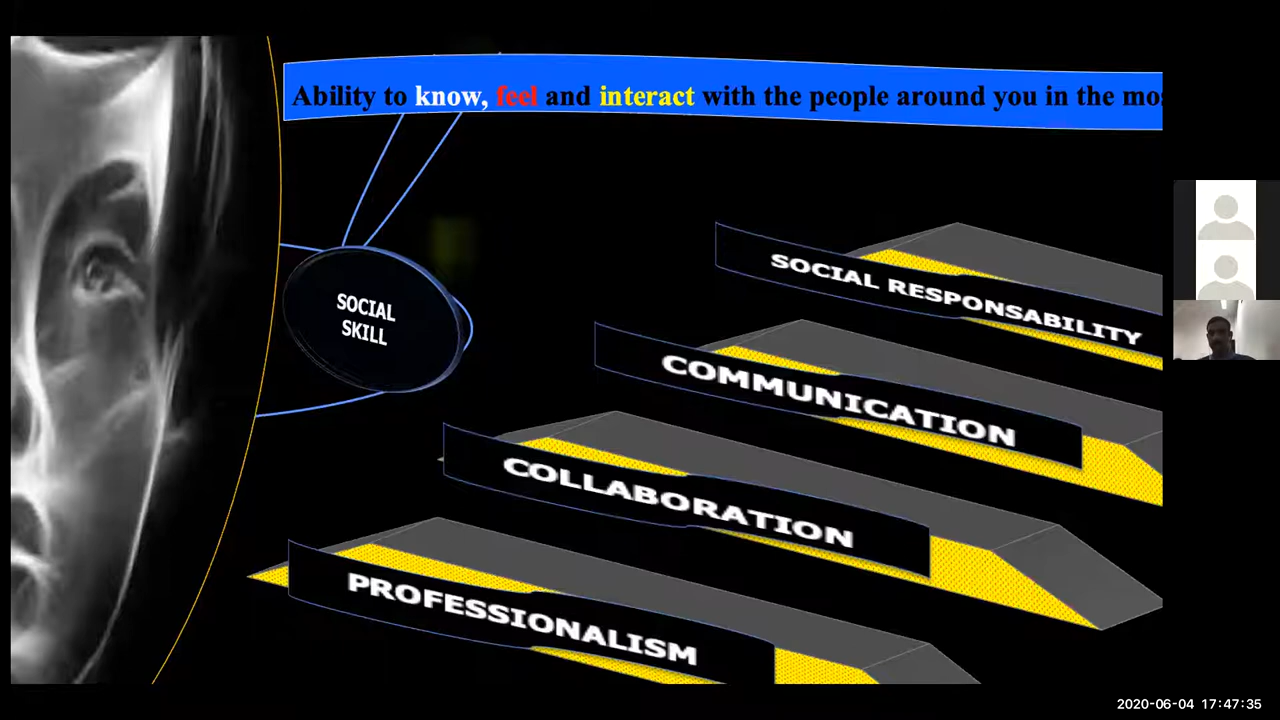 Ability to know, feel and interact with the people around you in the
SOCIAL
SKILL
SOCIAL RESPONSABILITY
COMMUNICATION
COLLABORATION
PROFESSIONALISM
2020-06-04 17:47:35